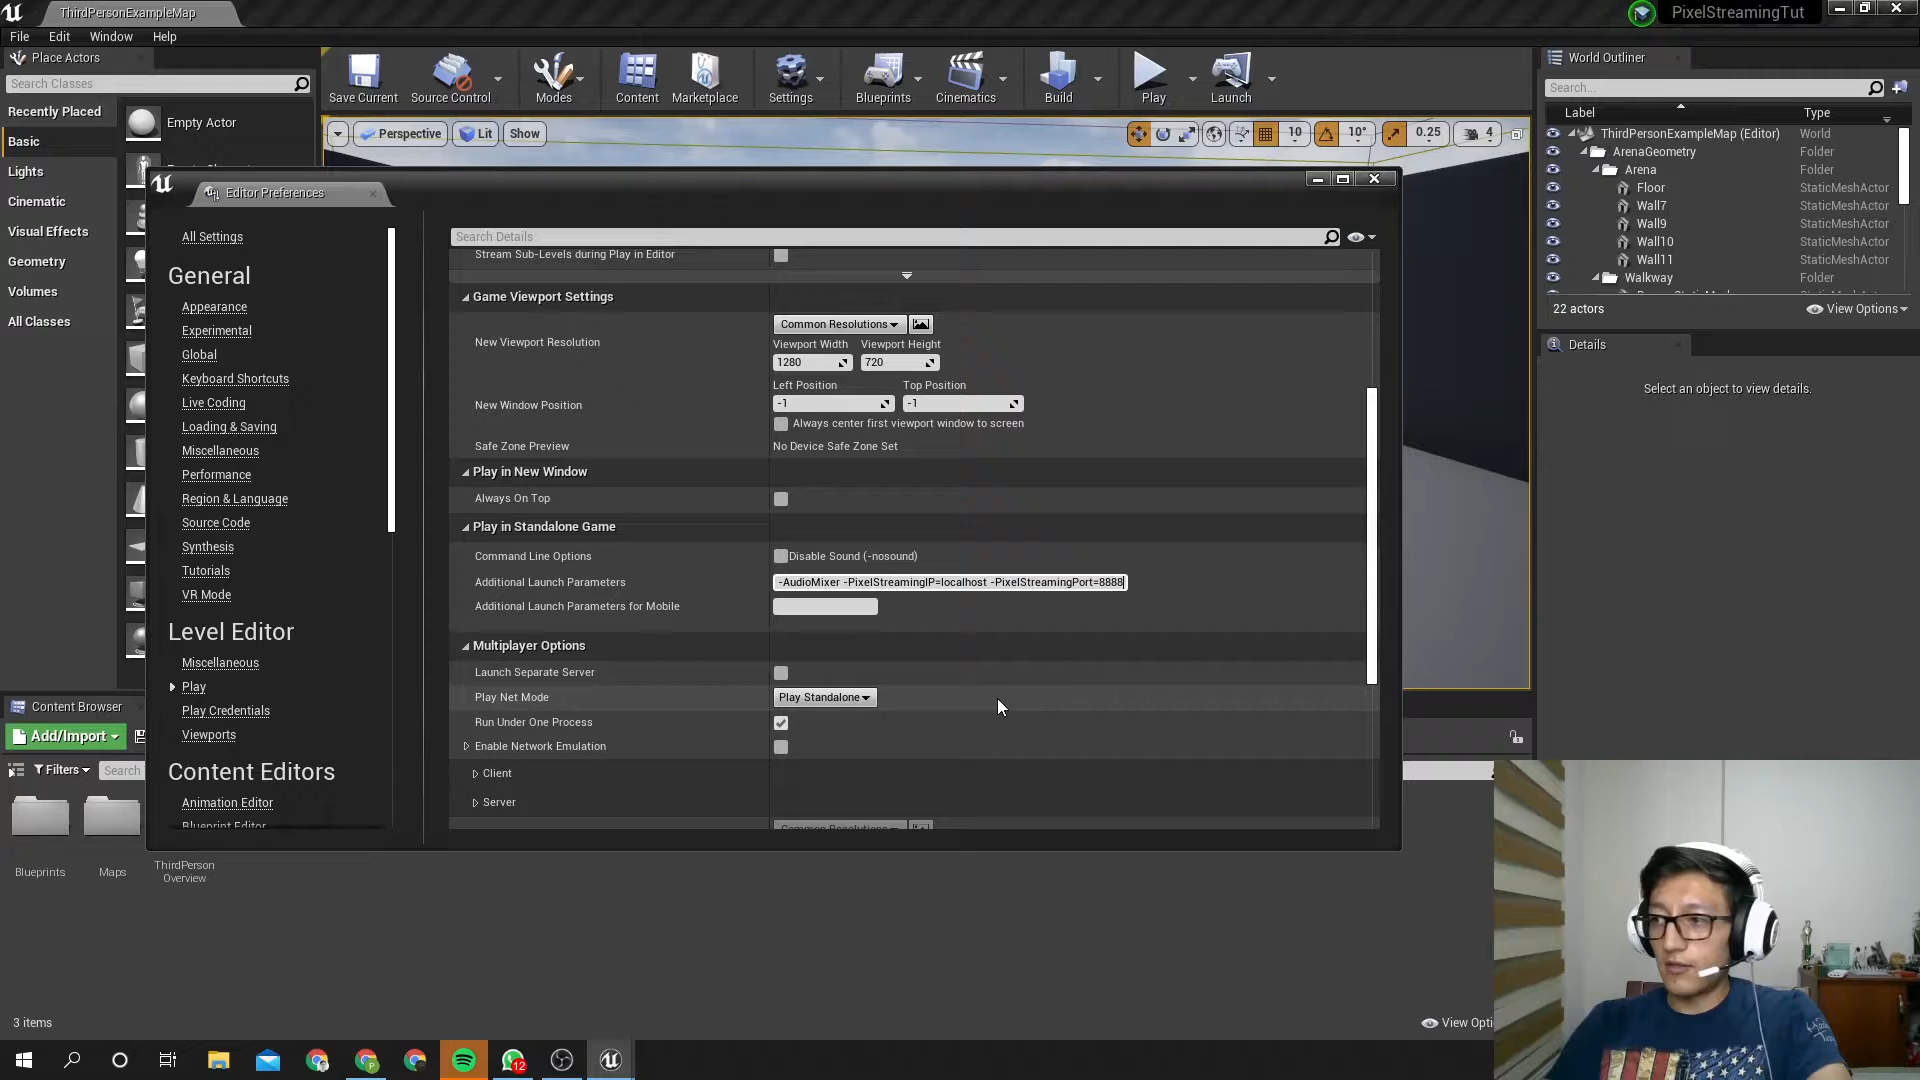 ThirdPersonExampleMap
PixelStreamingTut
File Edit Window Help
Place Actors
Search Classes
Recently Placed
Basic
Lights
Cinematic
Visual Effects
Geometry
Volumes
All Classes
Empty Actor
Save Current
Source Control
Modes
Content
Marketplace
Settings
Blueprints
Cinematics
Build
Play
Launch
Perspective
Lit
Show
10
10°
0.25
4
World Outliner
Search...
Label Type
ThirdPersonExampleMap (Editor) World
ArenaGeometry Folder
Arena Folder
Floor StaticMeshActor
Wall7 StaticMeshActor
Wall9 StaticMeshActor
Wall10 StaticMeshActor
Wall11 StaticMeshActor
Walkway Folder
22 actors
View Options
Details
Select an object to view details.
Editor Preferences
All Settings
General
Appearance
Experimental
Global
Keyboard Shortcuts
Live Coding
Loading & Saving
Miscellaneous
Performance
Region & Language
Source Code
Synthesis
Tutorials
VR Mode
Level Editor
Miscellaneous
Play
Play Credentials
Viewports
Content Editors
Animation Editor
Blueprint Editor
Search Details
Stream Sub-Levels during Play in Editor
Game Viewport Settings
New Viewport Resolution
Common Resolutions
Viewport Width Viewport Height
1280 720
New Window Position
Left Position Top Position
-1 -1
Always center first viewport window to screen
Safe Zone Preview No Device Safe Zone Set
Play in New Window
Always On Top
Play in Standalone Game
Command Line Options Disable Sound (-nosound)
Additional Launch Parameters -AudioMixer -PixelStreamingIP=localhost -PixelStreamingPort=8888
Additional Launch Parameters for Mobile
Multiplayer Options
Launch Separate Server
Play Net Mode Play Standalone
Run Under One Process
Enable Network Emulation
Client
Server
Common Resolutions
Content Browser
Add/Import
Filters
Search
Blueprints
Maps
ThirdPerson
Overview
3 items
View Opti
12